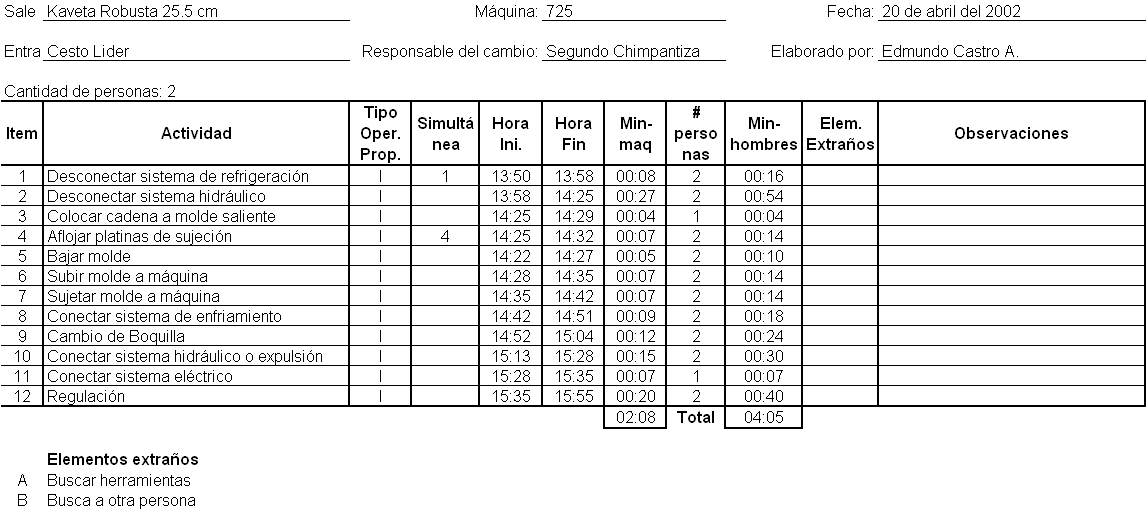 Sale Kaveta Robusta 25.5 cm Máquina: 725 Fecha: 20 de abril del 2002
Entra Cesto Lider Responsable del cambio: Segundo Chimpantiza Elaborado por: Edmundo Castro A.
Cantidad de personas: 2
Item Actividad Tipo Oper. Prop. Simultá nea Hora Ini. Hora Fin Min-maq # perso nas Min-hombres Elem. Extraños Observaciones
1 Desconectar sistema de refrigeración I 1 13:50 13:58 00:08 2 00:16
2 Desconectar sistema hidráulico I 13:58 14:25 00:27 2 00:54
3 Colocar cadena a molde saliente I 14:25 14:29 00:04 1 00:04
4 Aflojar platinas de sujeción I 4 14:25 14:32 00:07 2 00:14
5 Bajar molde I 14:22 14:27 00:05 2 00:10
6 Subir molde a máquina I 14:28 14:35 00:07 2 00:14
7 Sujetar molde a máquina I 14:35 14:42 00:07 2 00:14
8 Conectar sistema de enfriamiento I 14:42 14:51 00:09 2 00:18
9 Cambio de Boquilla I 14:52 15:04 00:12 2 00:24
10 Conectar sistema hidráulico o expulsión I 15:13 15:28 00:15 2 00:30
11 Conectar sistema eléctrico I 15:28 15:35 00:07 1 00:07
12 Regulación I 15:35 15:55 00:20 2 00:40
02:08 Total 04:05
Elementos extraños
A Buscar herramientas
B Busca a otra persona